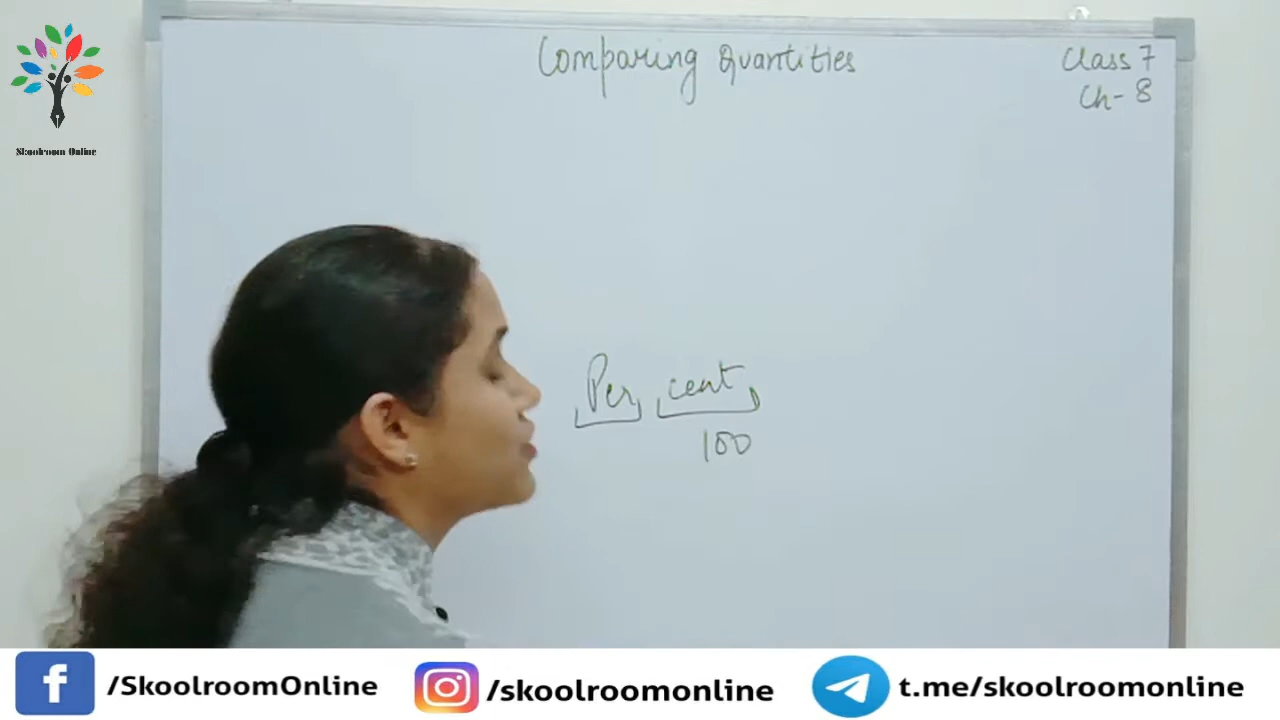 Comparing Quantities
Class 7
Ch- 8
Skoolroom Online
Per cent
100
/SkoolroomOnline
/skoolroomonline
t.me/skoolroomonline